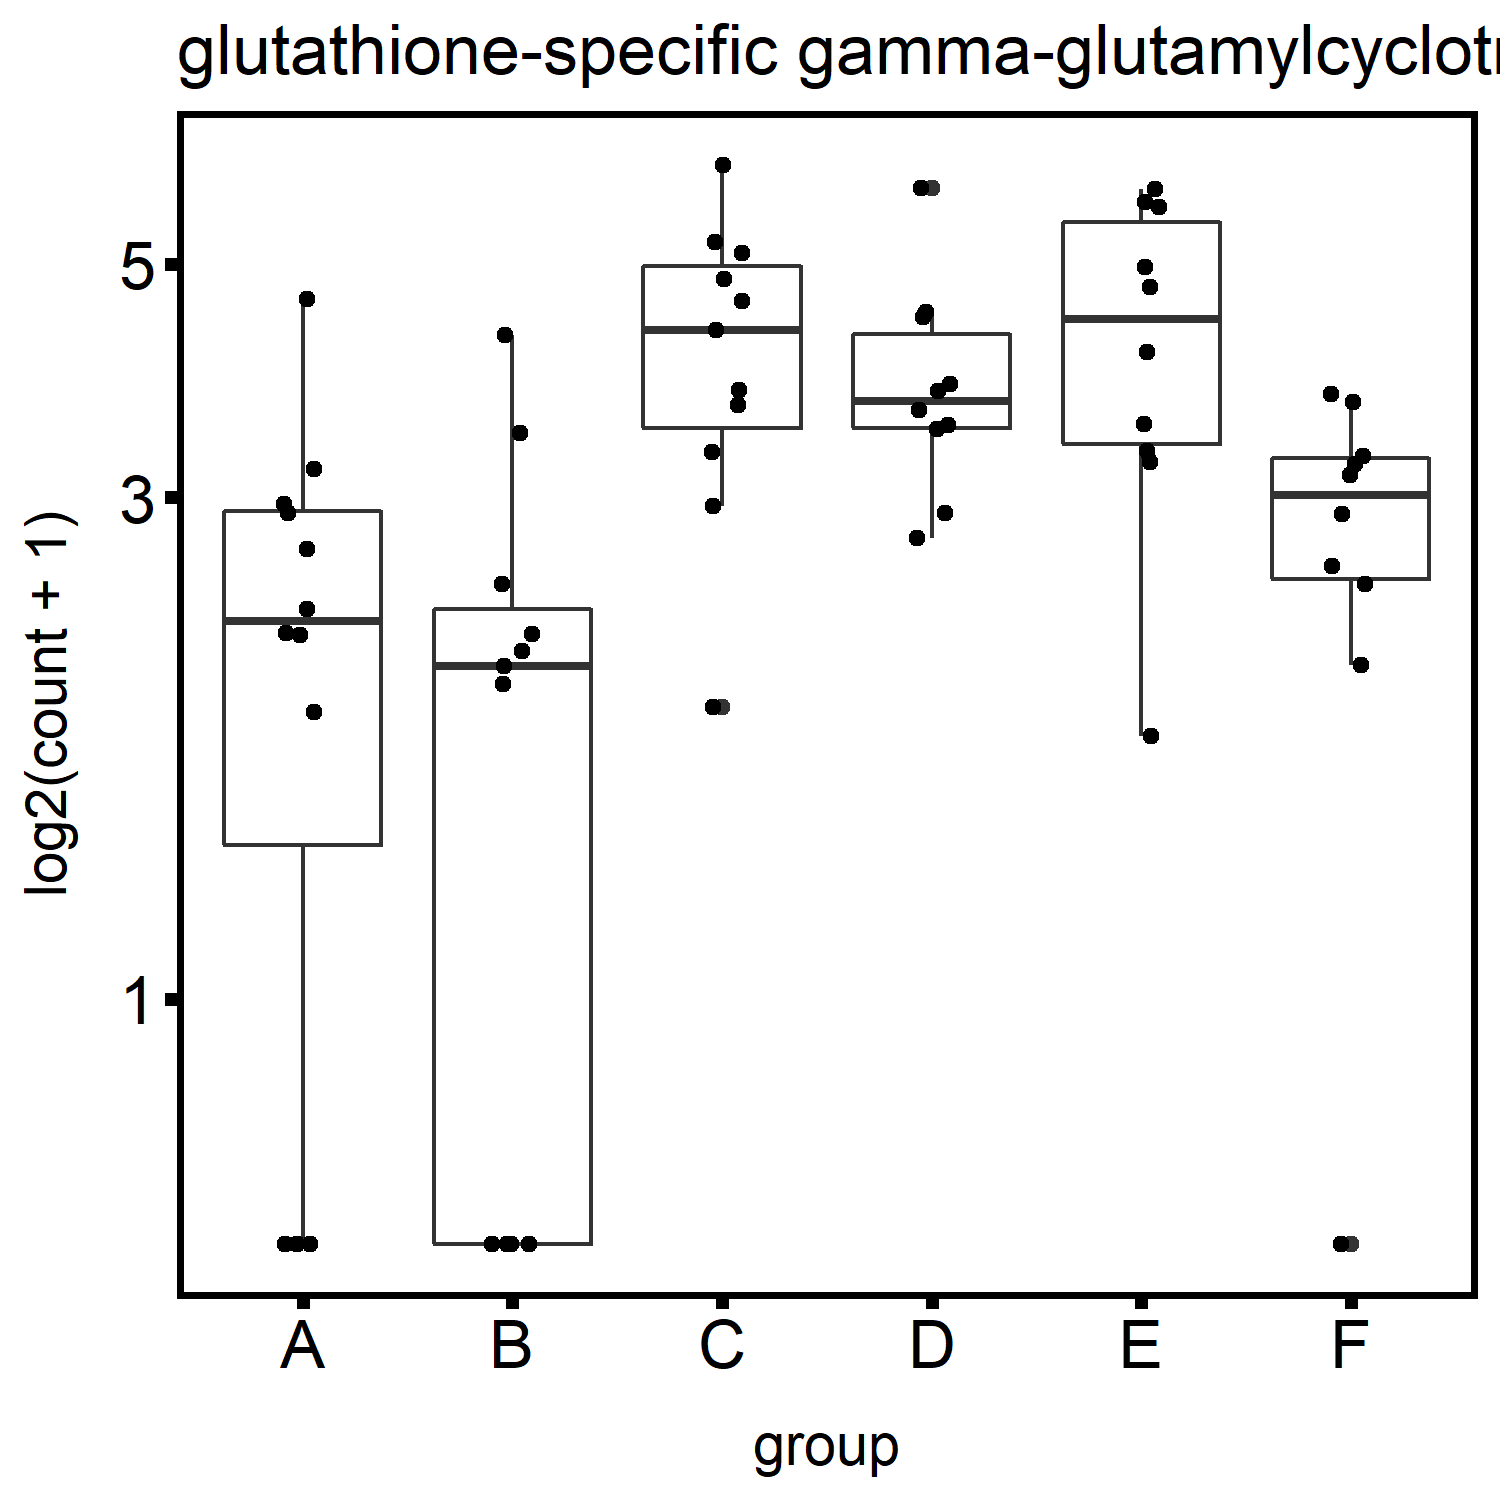 glutathione-specific gamma-glutamylcyclot
log2(count + 1)
5
3
1
A B C D E F
group